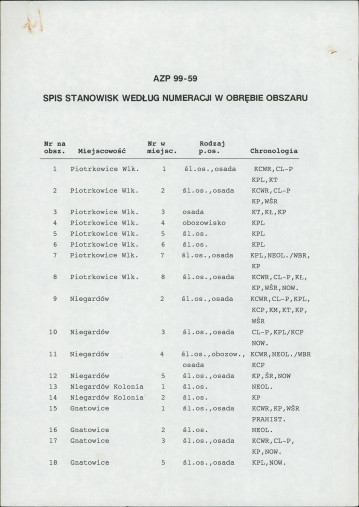 AZP 99-59
SPIS STANOWISK WEDŁUG NUMERACJI W OBRĘBIE OBSZARU
Nr na Nr w Rodzaj
obsz. Miejscowość miejsc. p.os. Chronologia
1 Piotrkowice Wlk. 1 śl.os.,osada KCWR,CL-P
KPL,KT
2 Piotrkowice Wlk. 2 śl.os.,osada KCWR,CL-P
KP,WŚR
3 Piotrkowice Wlk. 3 osada KT,KŁ,KP
4 Piotrkowice Wlk. 4 obozowisko KPL
5 Piotrkowice Wlk. 5 śl.os. KPL
6 Piotrkowice Wlk. 6 śl.os. KPL
7 Piotrkowice Wlk. 7 śl.os.,osada KPL,NEOL./WBR,
KP
8 Piotrkowice Wlk. 8 śl.os.,osada KCWR,CL-P,KŁ,
KP,WŚR,NOW.
9 Niegardów 2 śl.os.,osada KCWR,CL-P,KPL,
KCP,KM,KT,KP,
WŚR
10 Niegardów 3 śl.os.,osada CL-P,KPL/KCP
NOW.
11 Niegardów 4 śl.os.,obozow., KCWR,NEOL./WBR
osada KCP
12 Niegardów 5 śl.os.,osada KP,ŚR,NOW
13 Niegardów Kolonia 1 śl.os. NEOL.
14 Niegardów Kolonia 2 śl.os. KP
15 Gnatowice 1 śl.os.,osada KCWR,KP,WŚR
PRAHIST.
16 Gnatowice 2 śl.os. NEOL.
17 Gnatowice 3 śl.os.,osada KCWR,CL-P,
KP,NOW.
18 Gnatowice 5 śl.os.,osada KPL,NOW.